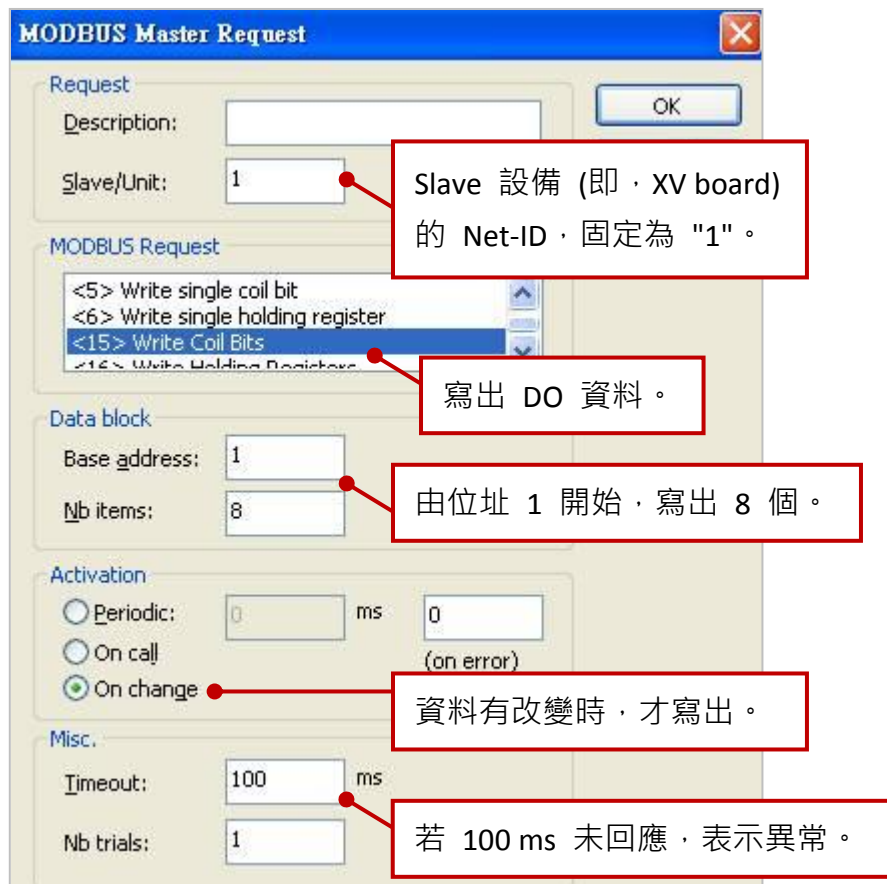 MODBUS Master Request
Request
OK
Description:
Slave/Unit: 1
Slave 設備 (即，XV board)
的 Net-ID，固定為 "1"。
MODBUS Request
<5> Write single coil bit
<6> Write single holding register
<15> Write Coil Bits
<16> Write Holding Registers
寫出 DO 資料。
Data block
Base address: 1
Nb items: 8
由位址 1 開始，寫出 8 個。
Activation
Periodic: 0 ms 0
On call (on error)
On change
資料有改變時，才寫出。
Misc.
Timeout: 100 ms
Nb trials: 1
若 100 ms 未回應，表示異常。